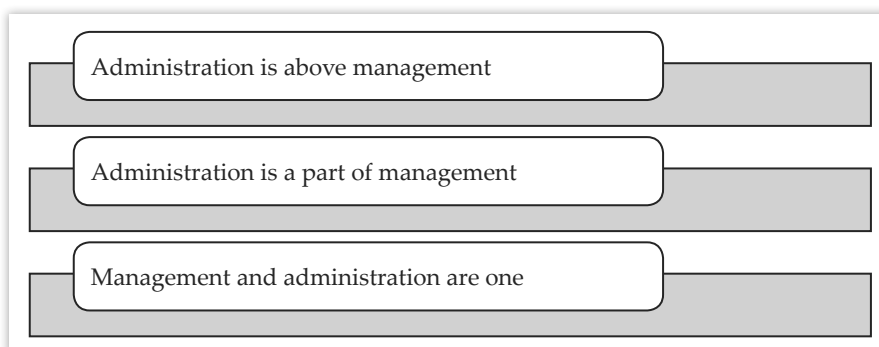 Administration is above management
Administration is a part of management
Management and administration are one